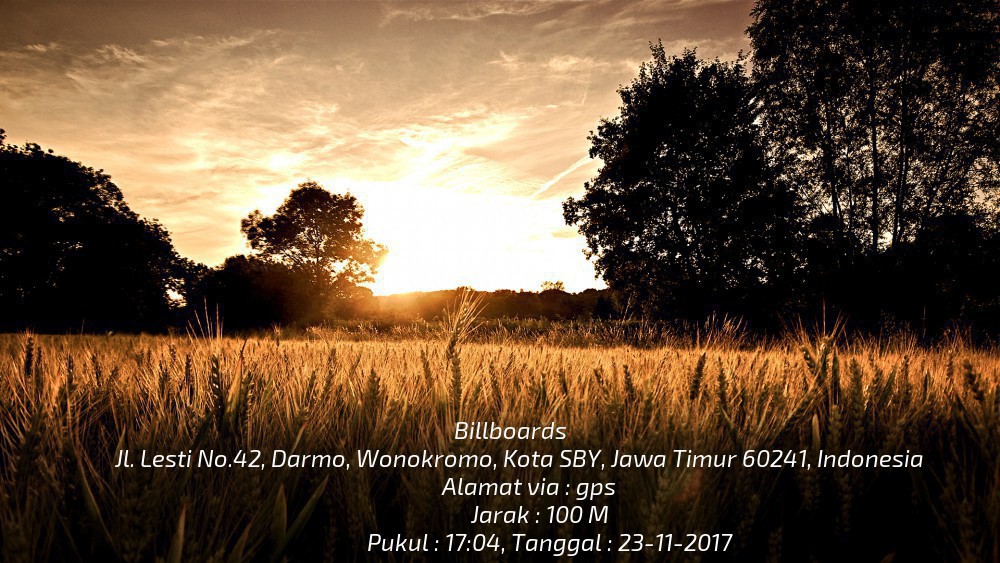 Billboards
Jl. Lesti No.42, Darmo, Wonokromo, Kota SBY, Jawa Timur 60241, Indonesia
Alamat via : gps
Jarak : 100 M
Pukul : 17:04, Tanggal : 23-11-2017